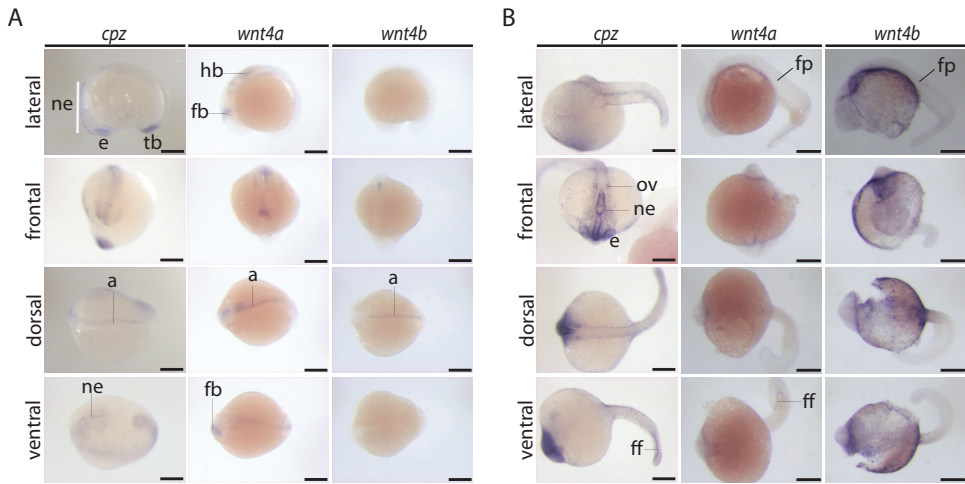 A
cpz wnt4a wnt4b
lateral
ne
e
tb
hb
fb
frontal
dorsal
a
a
a
ventral
ne
fb
B
cpz wnt4a wnt4b
lateral
fp
fp
frontal
ov
ne
e
dorsal
ventral
ff
ff